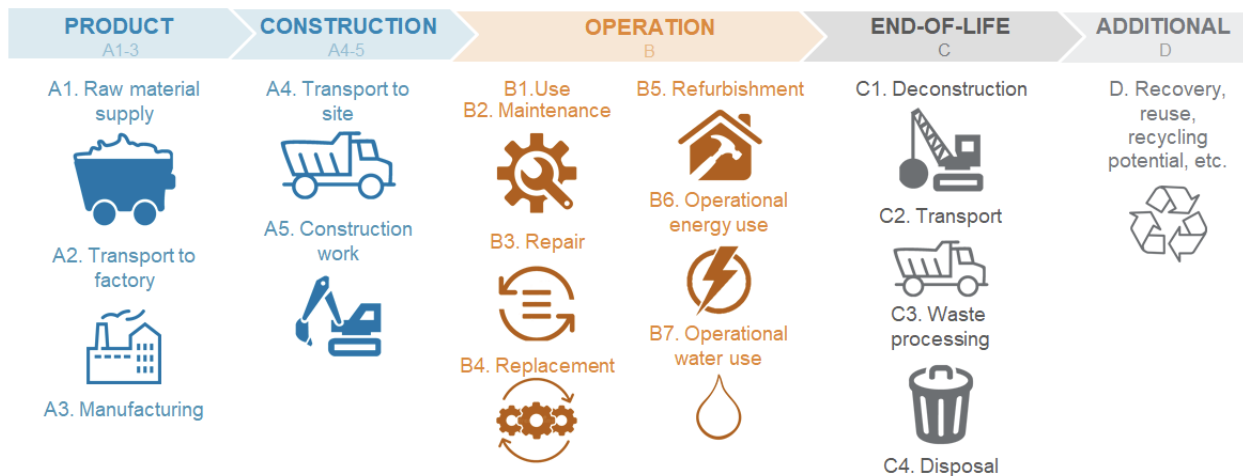 PRODUCT
A1-3
A1. Raw material
supply
A2. Transport to
factory
A3. Manufacturing
CONSTRUCTION
A4-5
A4. Transport to
site
A5. Construction
work
OPERATION
B
B1.Use
B2. Maintenance
B3. Repair
B4. Replacement
B5. Refurbishment
B6. Operational
energy use
B7. Operational
water use
END-OF-LIFE
C
C1. Deconstruction
C2. Transport
C3. Waste
processing
C4. Disposal
ADDITIONAL
D
D. Recovery,
reuse,
recycling
potential, etc.